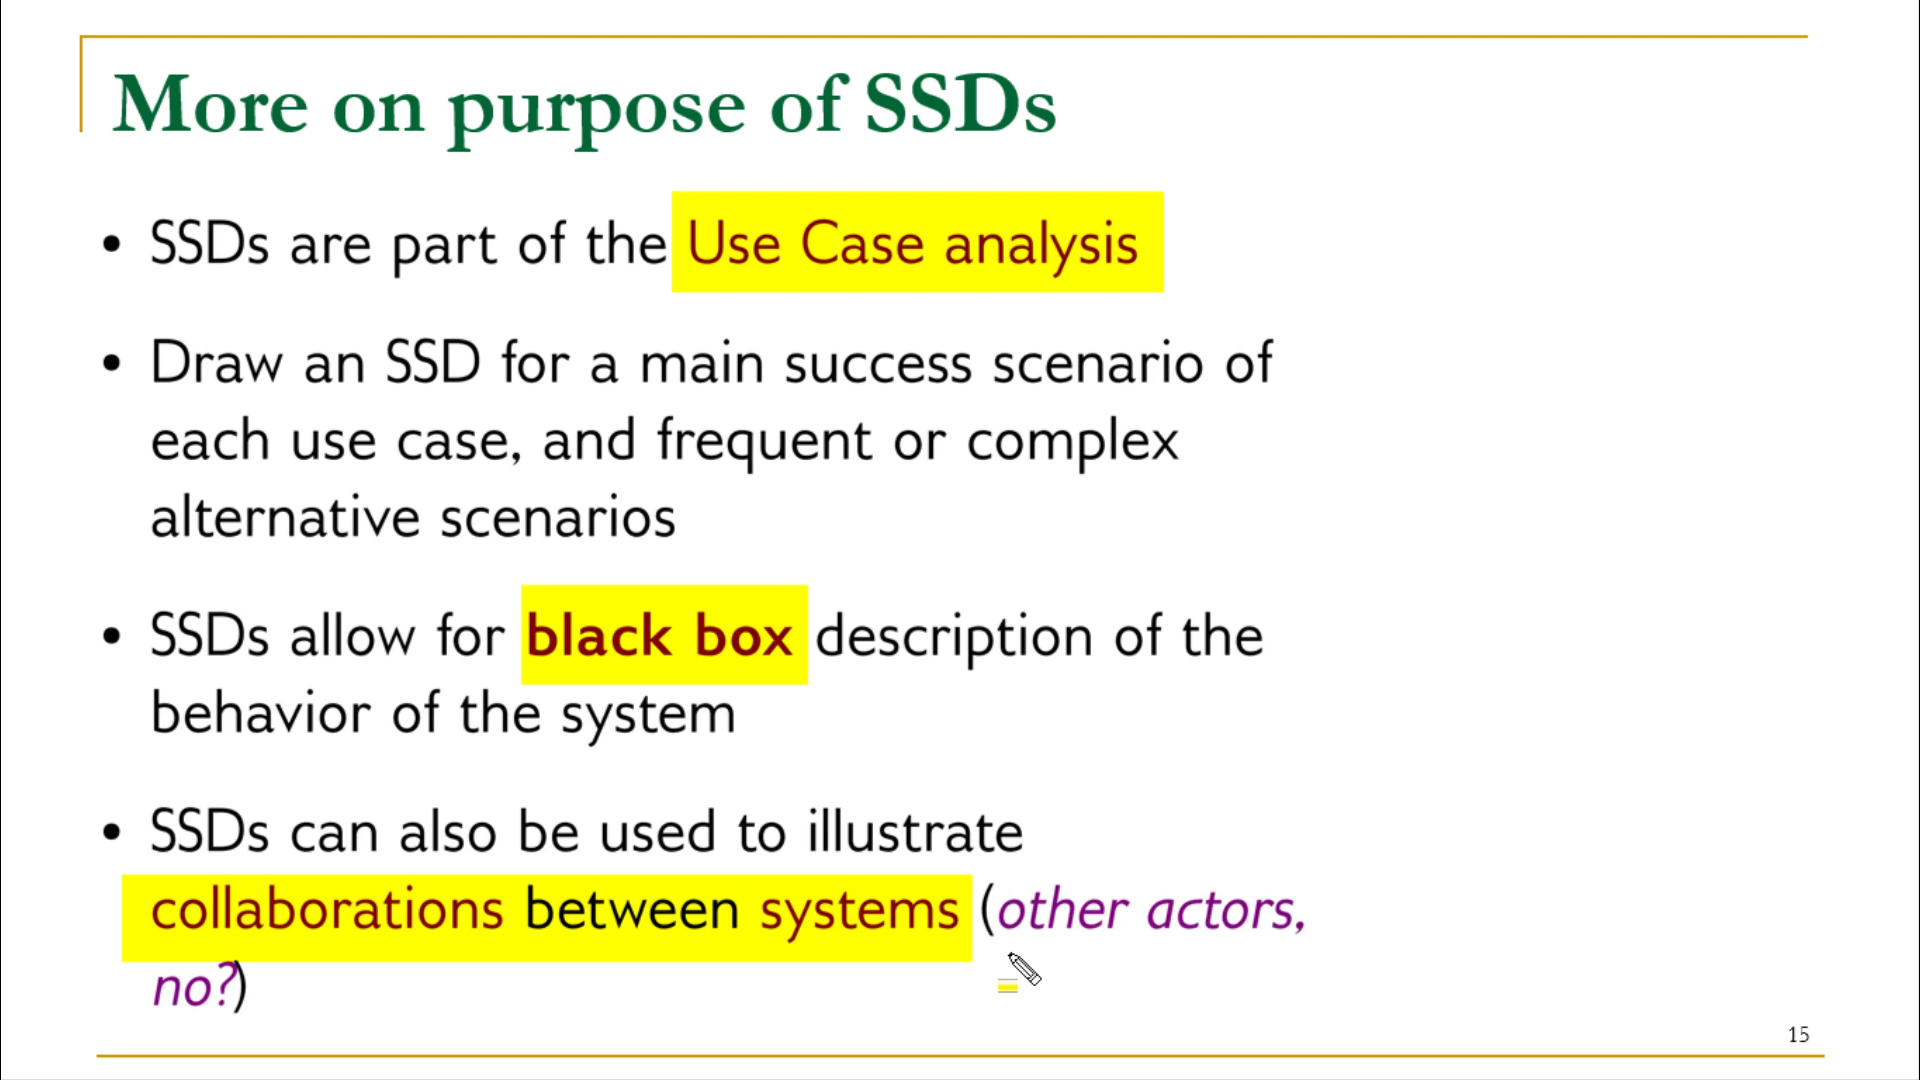 More on purpose of SSDs
• SSDs are part of the Use Case analysis
• Draw an SSD for a main success scenario of
each use case, and frequent or complex
alternative scenarios
• SSDs allow for black box description of the
behavior of the system
• SSDs can also be used to illustrate
collaborations between systems (other actors,
no?)
15